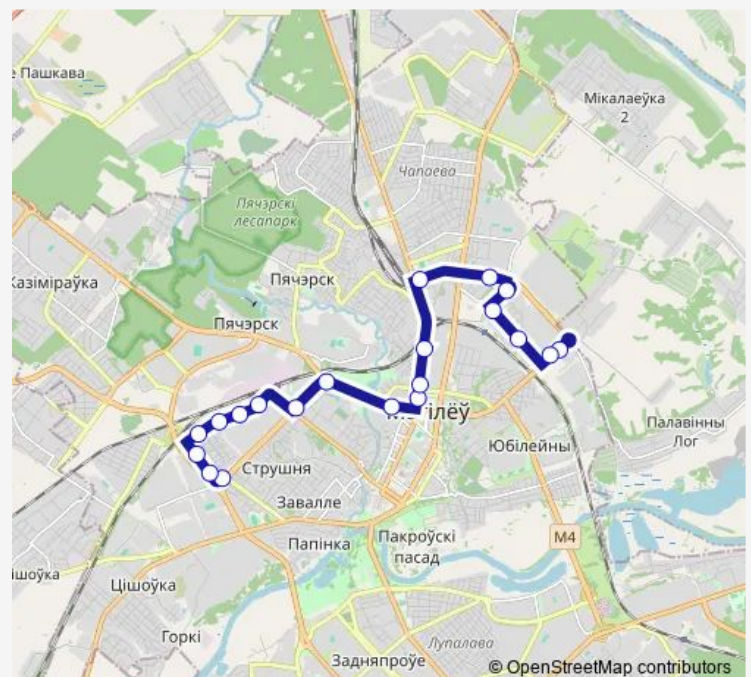 е Пашкава
Мікалаеўка
2
Чапаева
Пячэрскі
лесапарк
Казіміраўка
Пячэрск
Пячэрск
Палавінны
Лог
Юбілейны
Струшня
Завалле
Папінка
Пакроўскі
пасад
M4
ішоўка
Цішоўка
Горкі
Лупалава
Задняпроўе
© OpenStreetMap contributors